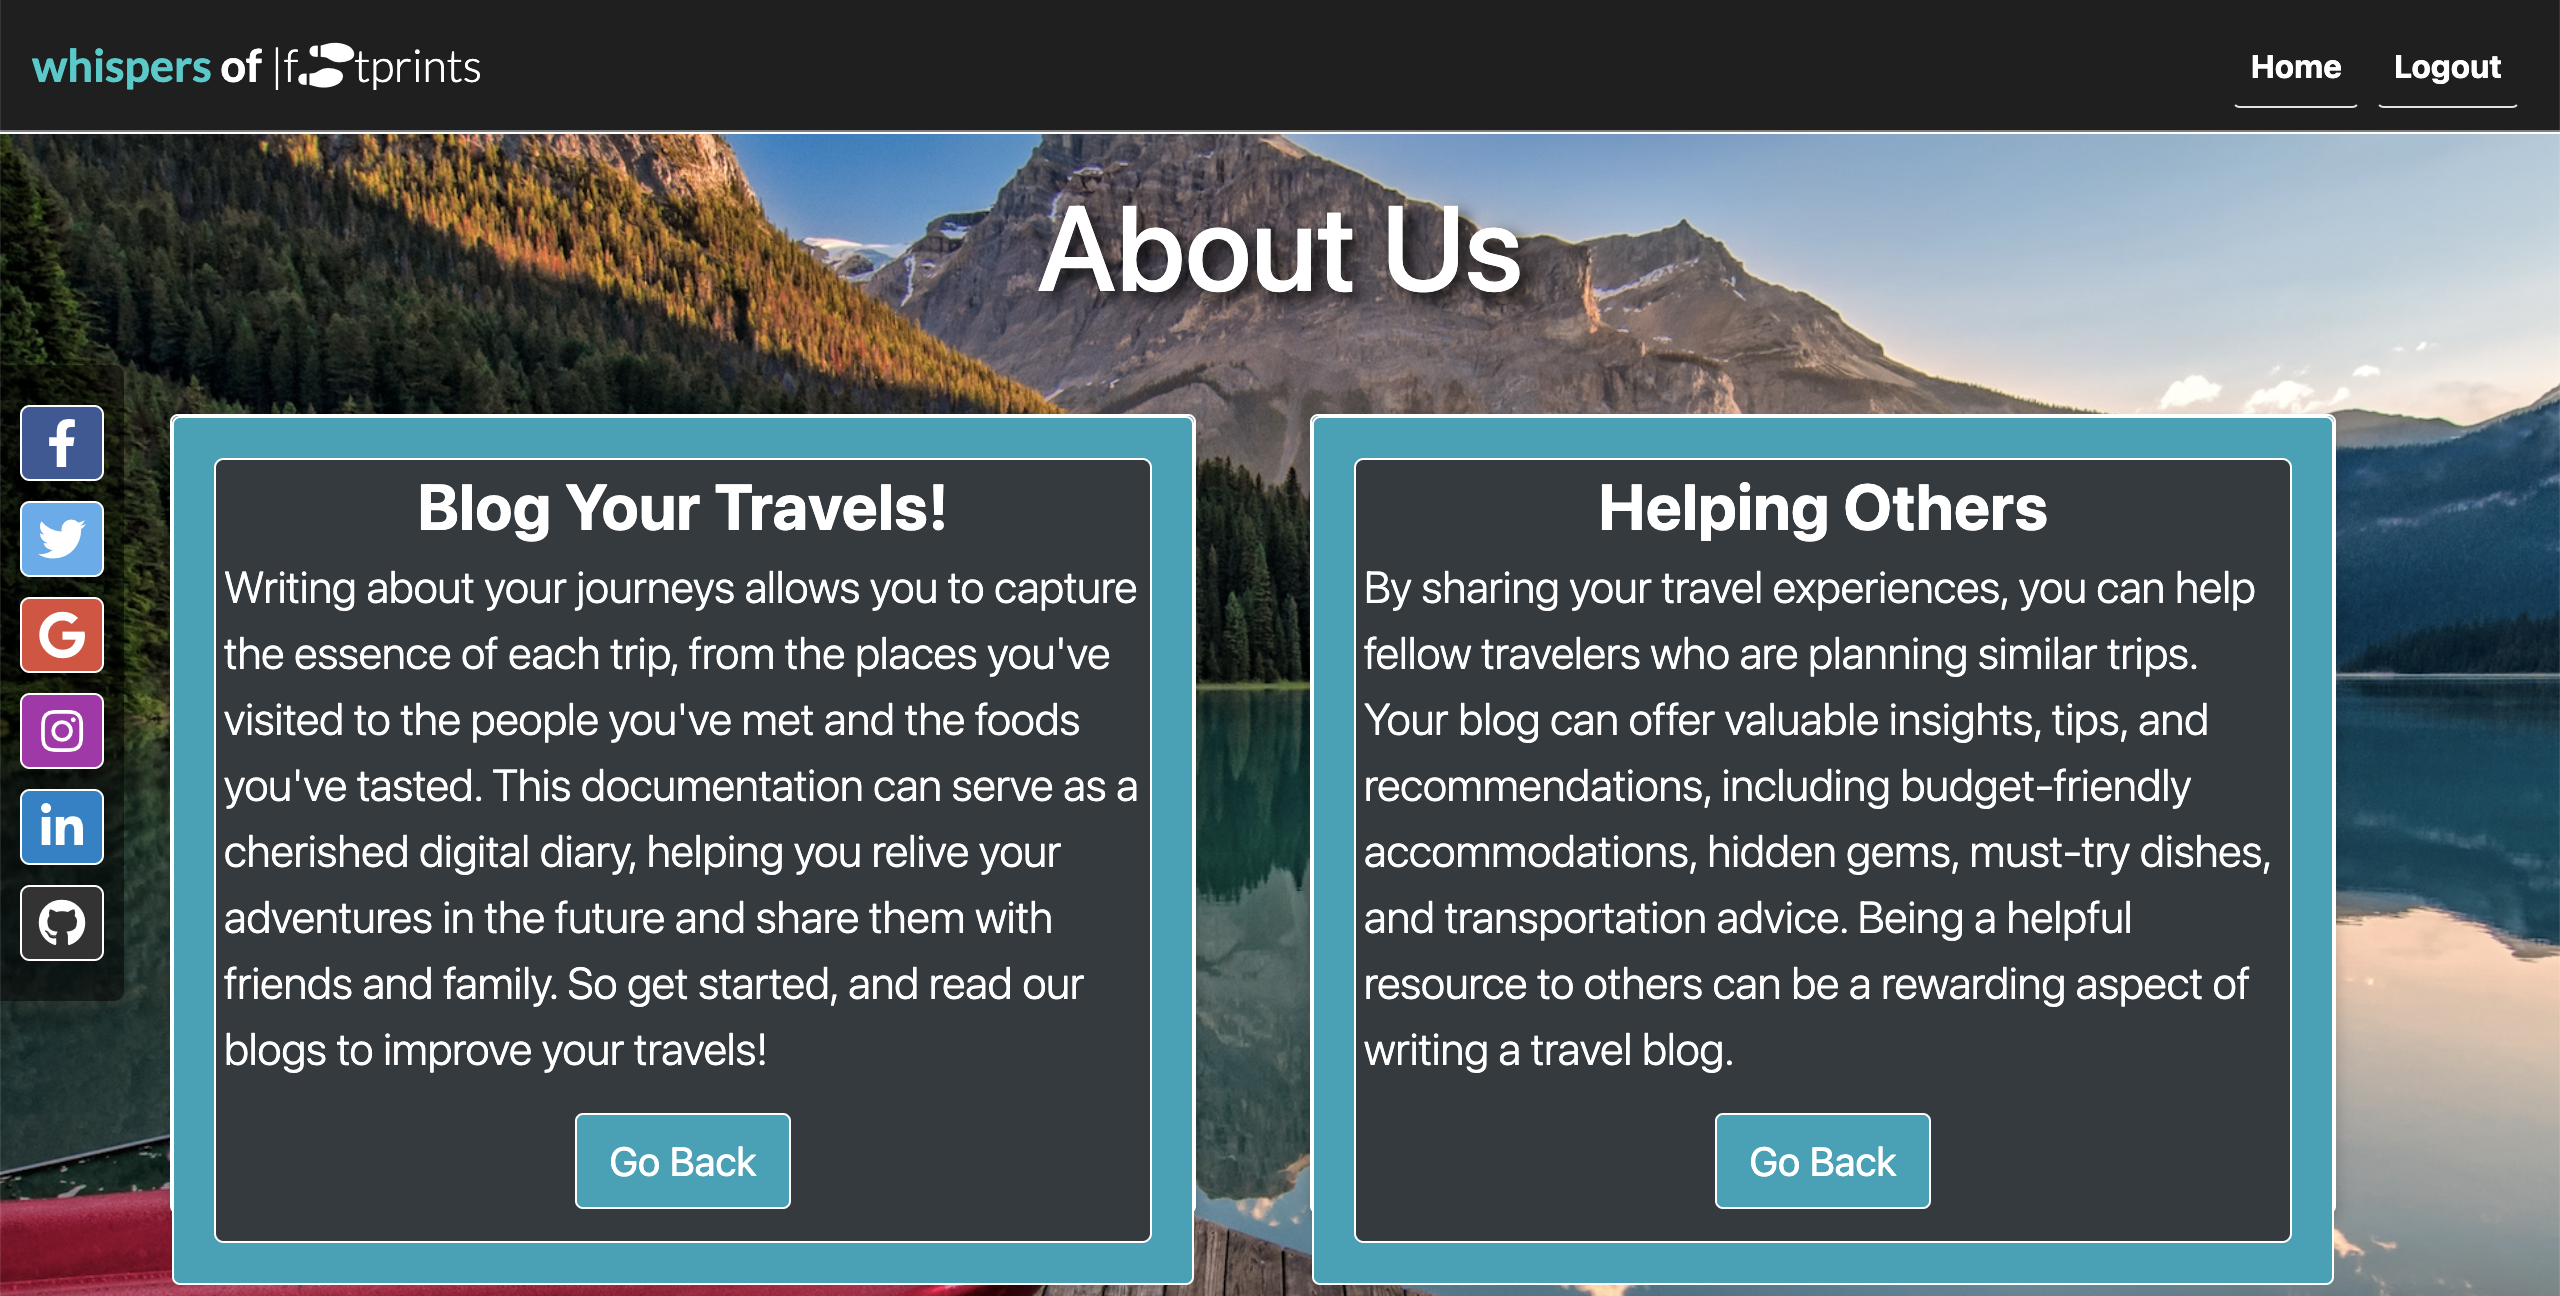 whispers of |footprints
Home
Logout
About Us
Blog Your Travels!
Writing about your journeys allows you to capture
the essence of each trip, from the places you've
visited to the people you've met and the foods
you've tasted. This documentation can serve as a
cherished digital diary, helping you relive your
adventures in the future and share them with
friends and family. So get started, and read our
blogs to improve your travels!
Go Back
Helping Others
By sharing your travel experiences, you can help
fellow travelers who are planning similar trips.
Your blog can offer valuable insights, tips, and
recommendations, including budget-friendly
accommodations, hidden gems, must-try dishes,
and transportation advice. Being a helpful
resource to others can be a rewarding aspect of
writing a travel blog.
Go Back